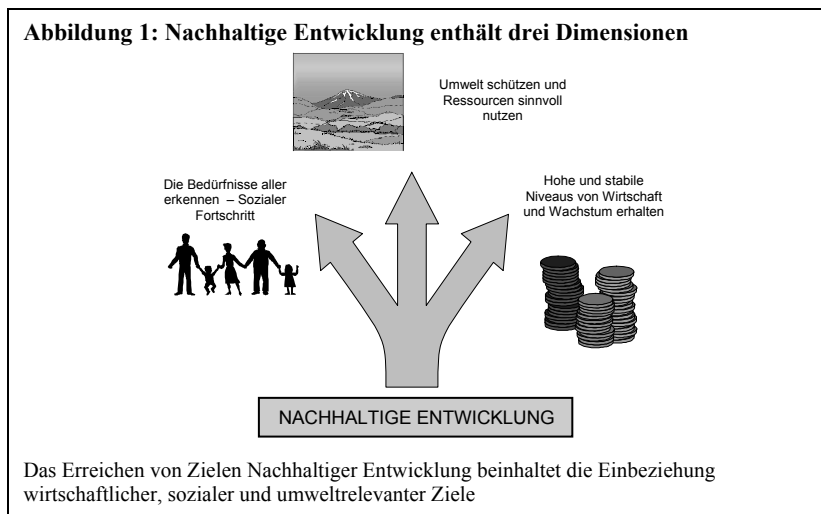 Abbildung 1: Nachhaltige Entwicklung enthält drei Dimensionen
Umwelt schützen und
Ressourcen sinnvoll
nutzen
Die Bedürfnisse aller
erkennen – Sozialer
Fortschritt
Hohe und stabile
Niveaus von Wirtschaft
und Wachstum erhalten
NACHHALTIGE ENTWICKLUNG
Das Erreichen von Zielen Nachhaltiger Entwicklung beinhaltet die Einbeziehung
wirtschaftlicher, sozialer und umweltrelevanter Ziele